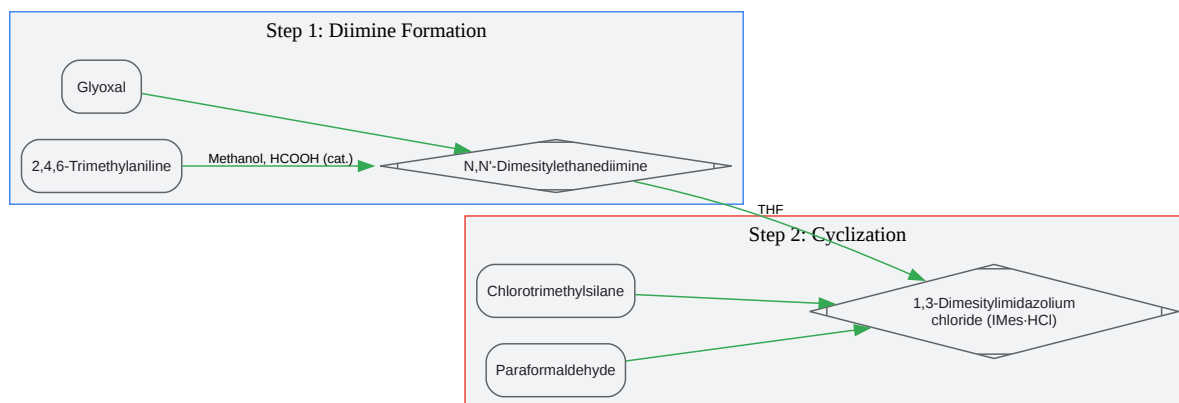 Step 1: Diimine Formation
Glyoxal
2,4,6-Trimethylaniline
Methanol, HCOOH (cat.)
N,N'-Dimesitylethanediimine
THF
Step 2: Cyclization
Chlorotrimethylsilane
1,3-Dimesitylimidazolium
chloride (IMes·HCl)
Paraformaldehyde